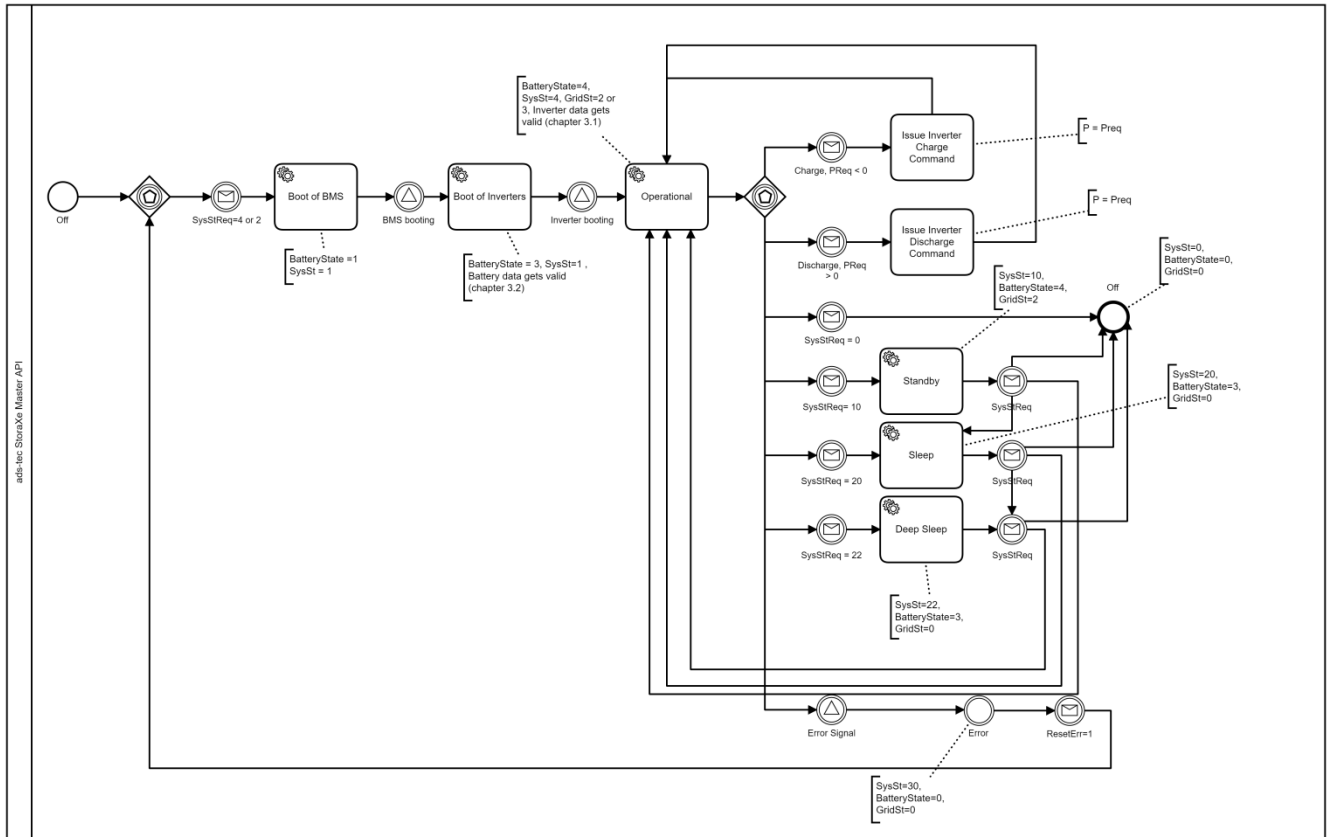 ads-tec StoraXe Master API
Off
SysStReq=4 or 2
Boot of BMS
BatteryState =1
SysSt = 1
BMS booting
Boot of Inverters
BatteryState = 3, SysSt=1 ,
Battery data gets
valid
(chapter 3.2)
Inverter booting
BatteryState=4,
SysSt=4, GridSt=2 or
3, Inverter data gets
valid (chapter 3.1)
Operational
Charge, PReq < 0
Issue Inverter
Charge
Command
P = Preq
Discharge, PReq
> 0
Issue Inverter
Discharge
Command
P = Preq
SysStReq = 0
Off
SysSt=0,
BatteryState=0,
GridSt=0
SysSt=10,
BatteryState=4,
GridSt=2
SysStReq= 10
Standby
SysStReq
SysSt=20,
BatteryState=3,
GridSt=0
SysStReq = 20
Sleep
SysStReq
SysStReq = 22
Deep Sleep
SysStReq
SysSt=22,
BatteryState=3,
GridSt=0
Error Signal
Error
ResetErr=1
SysSt=30,
BatteryState=0,
GridSt=0